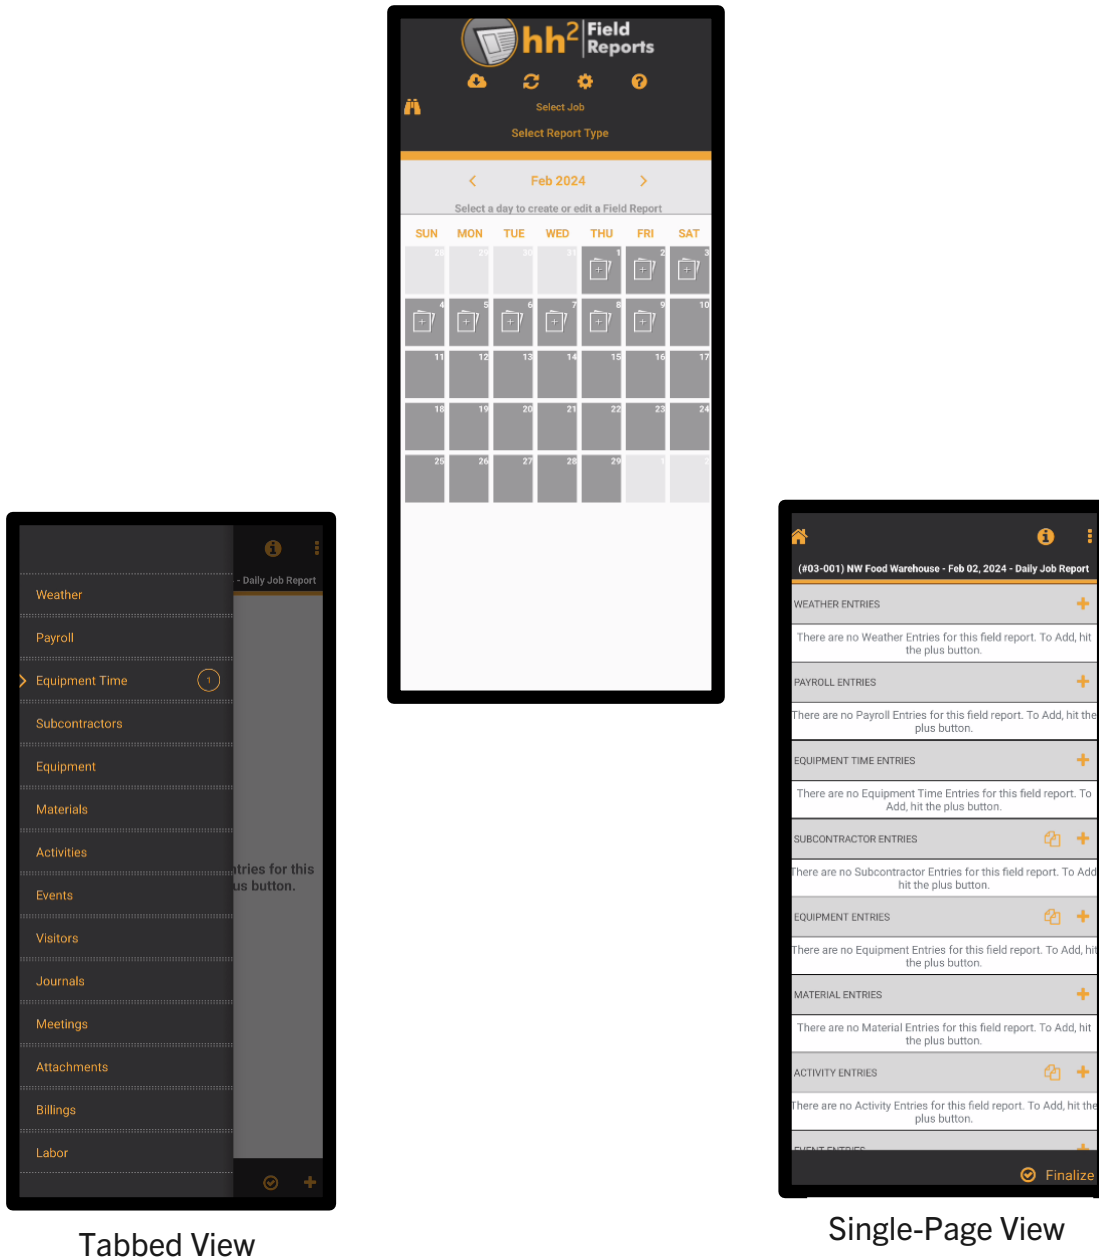 hh2 Field
Reports
Select Job
Select Report Type
Feb 2024
Select a day to create or edit a Field Report
SUN MON TUE WED THU FRI SAT
28 29 30 31 1 2 3
4 5 6 7 8 9 10
11 12 13 14 15 16 17
18 19 20 21 22 23 24
25 26 27 28 29 1 2
- Daily Job Report
Weather
Payroll
Equipment Time 1
Subcontractors
Equipment
Materials
Activities
Events
Visitors
Journals
Meetings
Attachments
Billings
Labor
ntries for this
us button.
Tabbed View
(#03-001) NW Food Warehouse - Feb 02, 2024 - Daily Job Report
WEATHER ENTRIES
There are no Weather Entries for this field report. To Add, hit
the plus button.
PAYROLL ENTRIES
There are no Payroll Entries for this field report. To Add, hit the
plus button.
EQUIPMENT TIME ENTRIES
There are no Equipment Time Entries for this field report. To
Add, hit the plus button.
SUBCONTRACTOR ENTRIES
There are no Subcontractor Entries for this field report. To Add
hit the plus button.
EQUIPMENT ENTRIES
There are no Equipment Entries for this field report. To Add, hit
the plus button.
MATERIAL ENTRIES
There are no Material Entries for this field report. To Add, hit
the plus button.
ACTIVITY ENTRIES
There are no Activity Entries for this field report. To Add, hit the
plus button.
EVENT ENTRIES
Finalize
Single-Page View